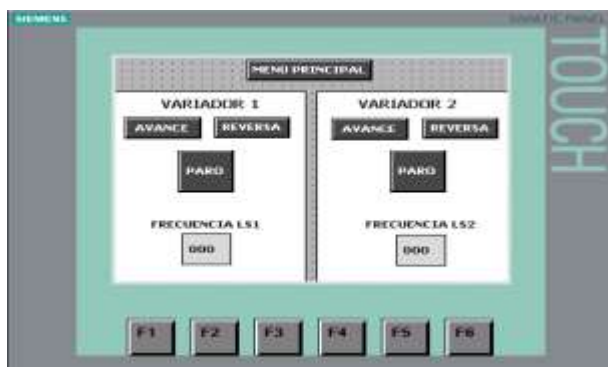 SIEMENS
SIMATIC PANEL
TOUCH
MENU PRINCIPAL
VARIADOR 1
VARIADOR 2
AVANCE
REVERSA
AVANCE
REVERSA
PARO
PARO
FRECUENCIA LS1
FRECUENCIA LS2
000
000
F1
F2
F3
F4
F5
F6